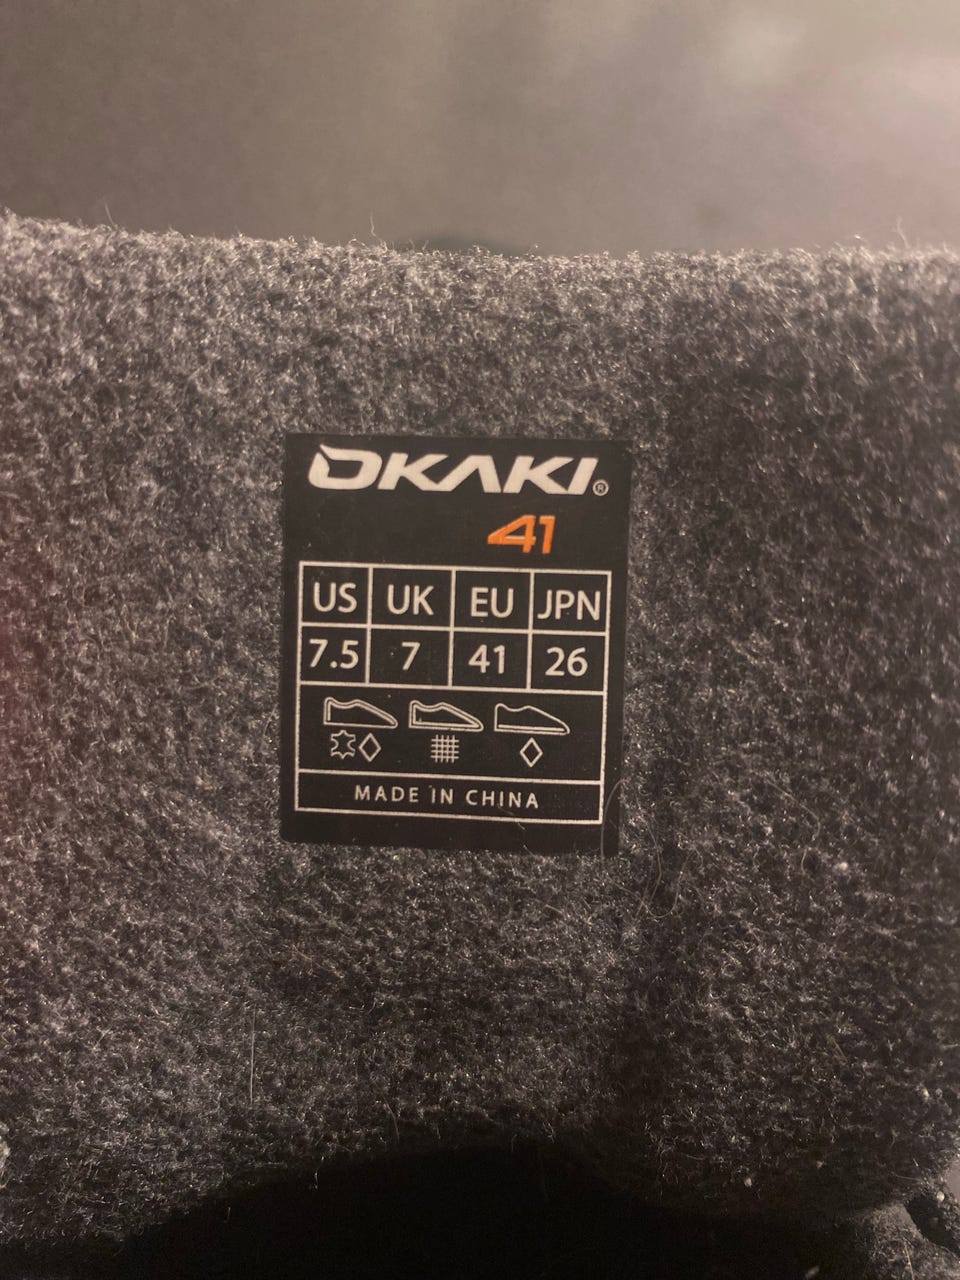 OKAKI®
41
US UK EU JPN
7.5 7 41 26
MADE IN CHINA